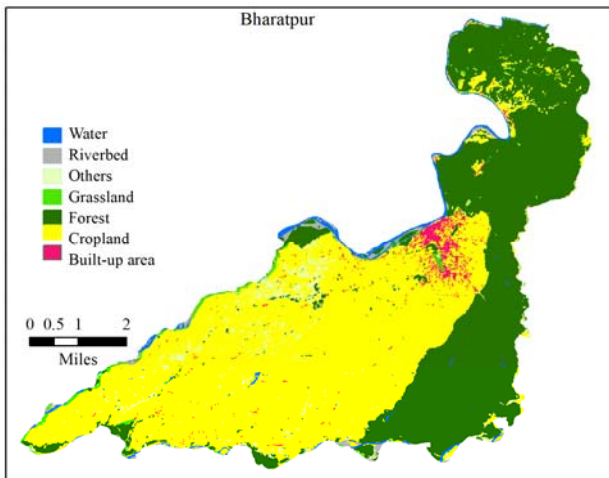 Bharatpur
Water
Riverbed
Others
Grassland
Forest
Cropland
Built-up area
0 0.5 1 2
Miles